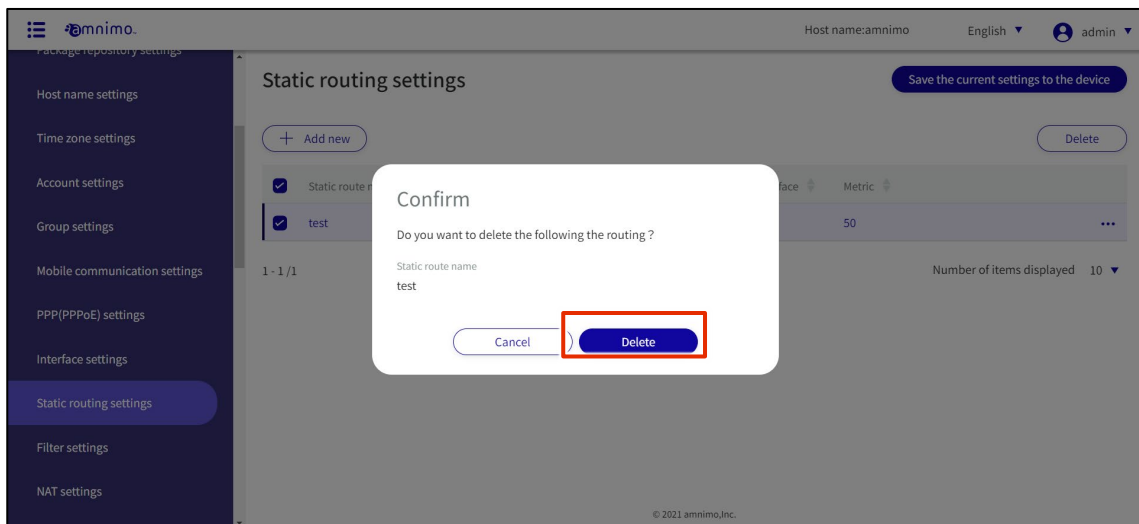 amnimo
Host name:amnimo
English
admin
Package repository settings
Host name settings
Time zone settings
Account settings
Group settings
Mobile communication settings
PPP(PPPoE) settings
Interface settings
Static routing settings
Filter settings
NAT settings
Static routing settings
Save the current settings to the device
+ Add new
Delete
Static route n
face
Metric
test
50
...
1 - 1 /1
Number of items displayed 10
Confirm
Do you want to delete the following the routing ?
Static route name
test
Cancel
Delete
© 2021 amnimo,Inc.